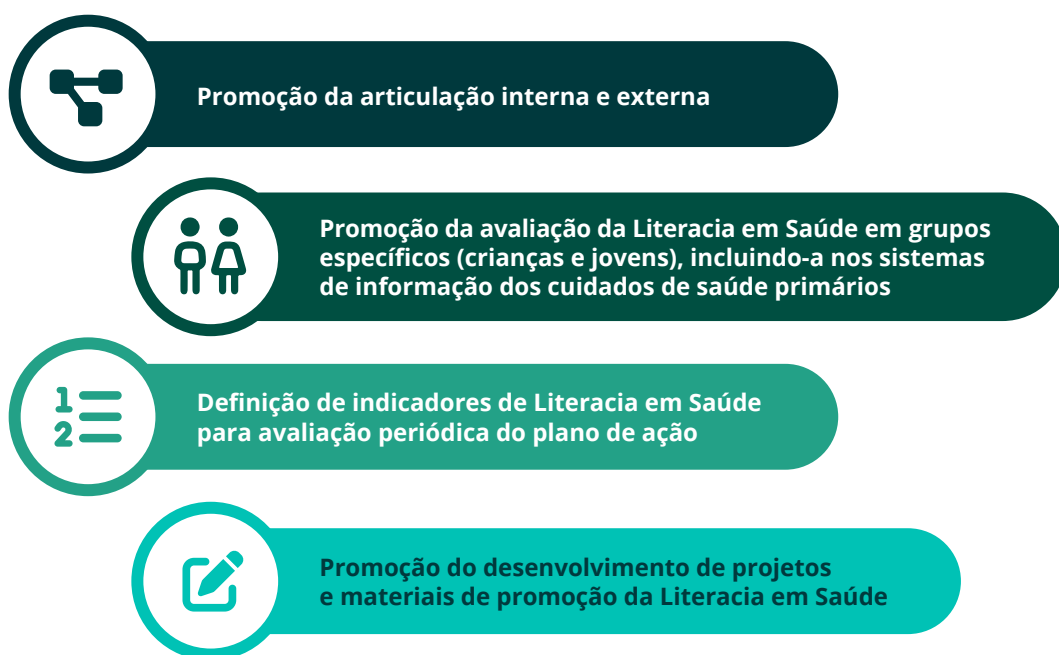 Promoção da articulação interna e externa
Promoção da avaliação da Literacia em Saúde em grupos
específicos (crianças e jovens), incluindo-a nos sistemas
de informação dos cuidados de saúde primários
1
2
Definição de indicadores de Literacia em Saúde
para avaliação periódica do plano de ação
Promoção do desenvolvimento de projetos
e materiais de promoção da Literacia em Saúde